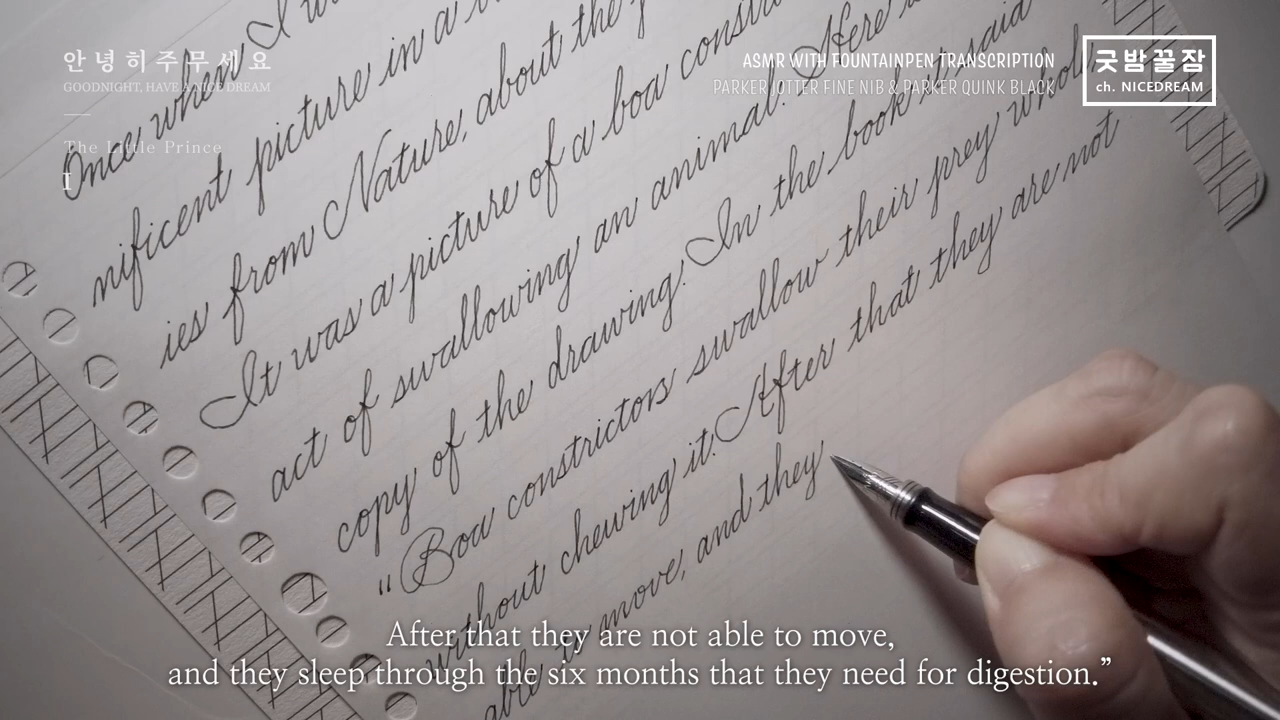 안녕히주무세요
GOODNIGHT, HAVE A NICE DREAM
The Little Prince
I
ASMR WITH FOUNTAINPEN TRANSCRIPTION
PARKER JOTTER FINE NIB & PARKER QUINK BLACK
굿밤꿀잠
ch. NICEDREAM
Once when I
nificent picture in a
ies from Nature, about the
It was a picture of a boa constr
act of swallowing an animal. Here
copy of the drawing. In the book it said
"Boa constrictors swallow their prey whol
without chewing it. After that they are not
able to move, and they
After that they are not able to move,
and they sleep through the six months that they need for digestion.”